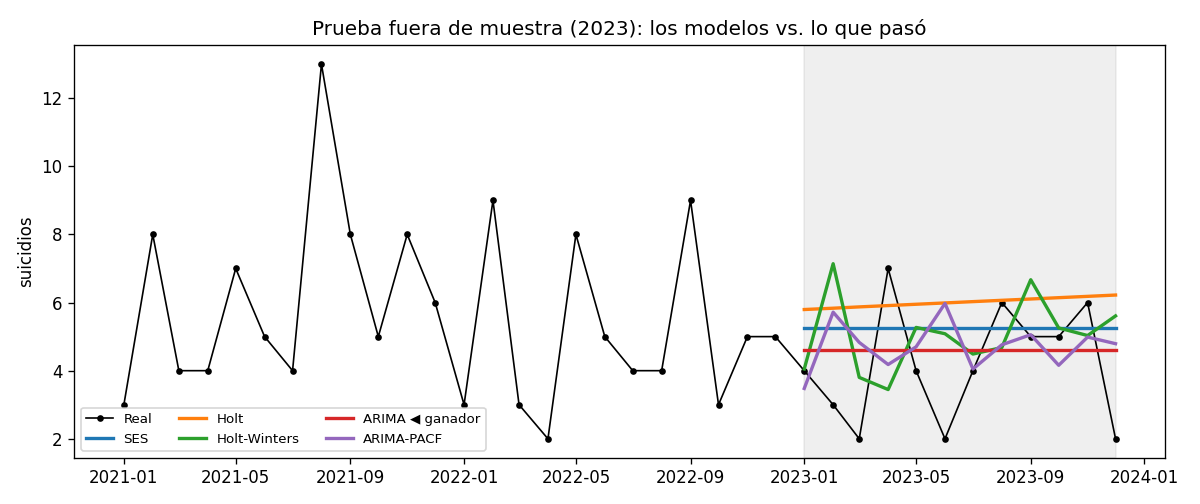 Prueba fuera de muestra (2023): los modelos vs. lo que pasó
suicidios
12
10
8
6
4
2
Real
SES
Holt
Holt-Winters
ARIMA ◀ ganador
ARIMA-PACF
2021-01 2021-05 2021-09 2022-01 2022-05 2022-09 2023-01 2023-05 2023-09 2024-01